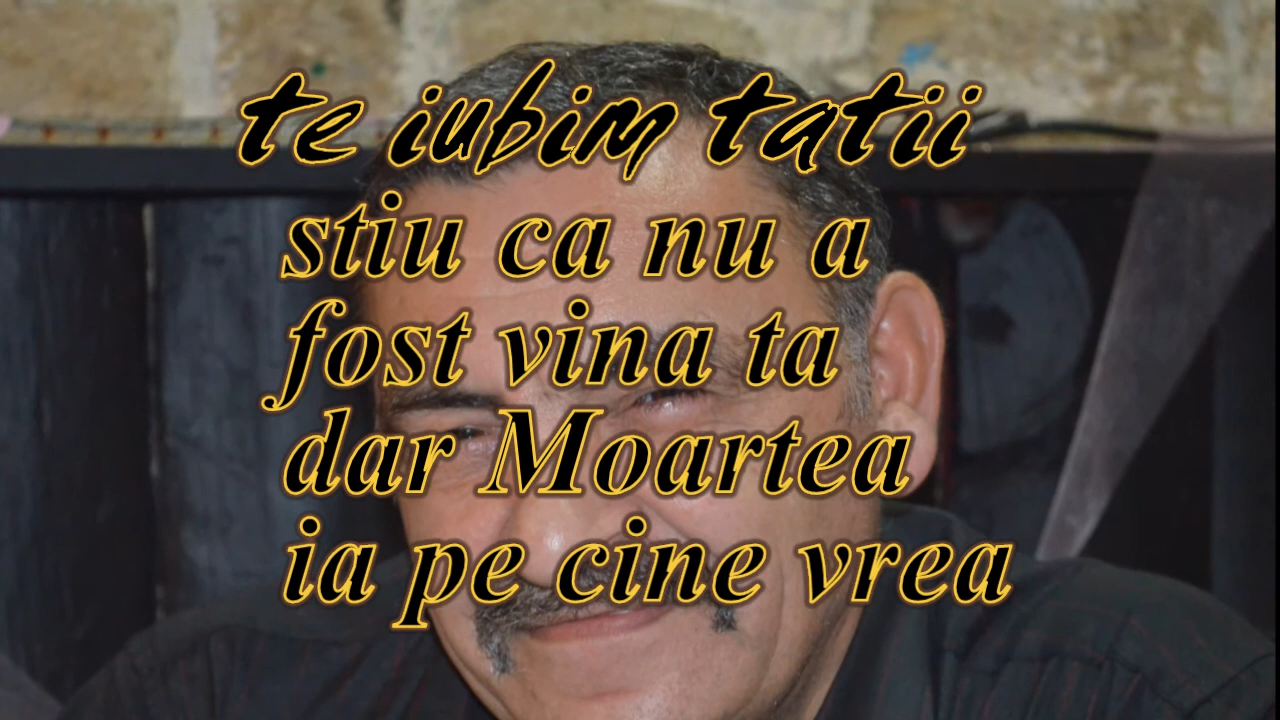 te iubim tatii
stiu ca nu a
fost vina ta
dar Moartea
ia pe cine vrea